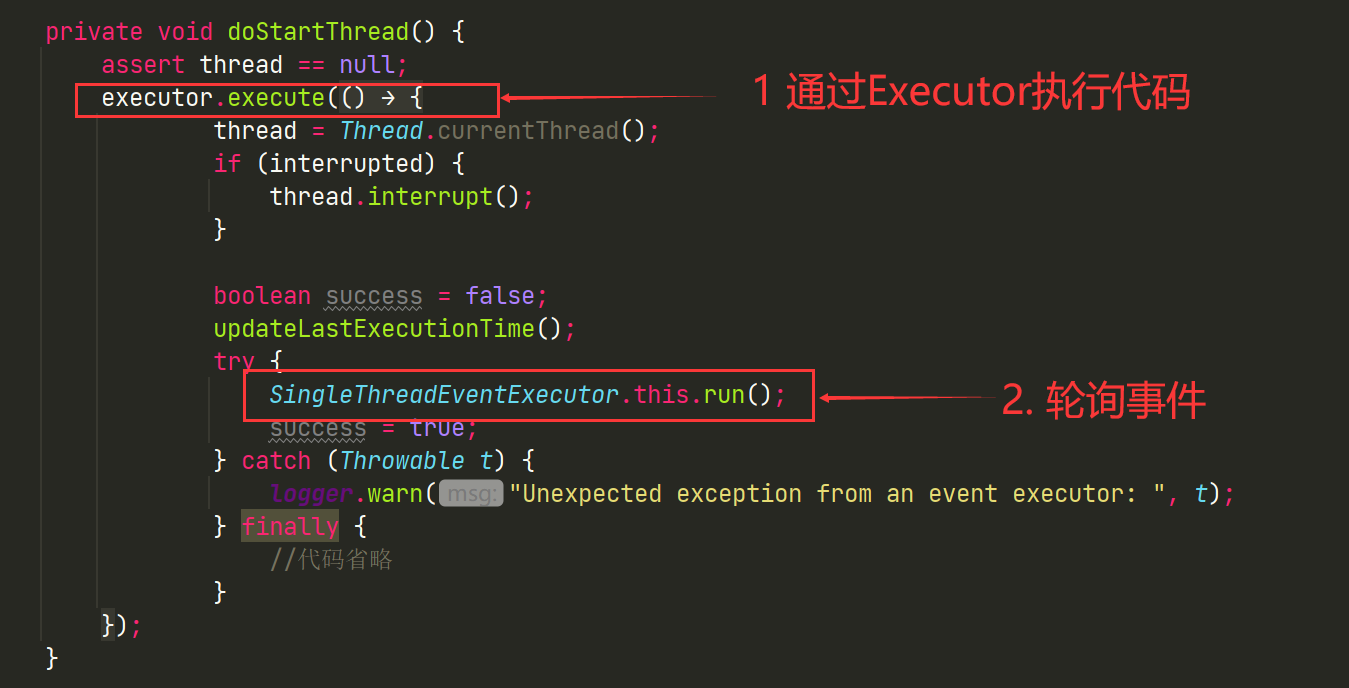 private void doStartThread() {
assert thread == null;
executor.execute(() → {
1 通过Executor执行代码
thread = Thread.currentThread();
if (interrupted) {
thread.interrupt();
}
boolean success = false;
updateLastExecutionTime();
try {
SingleThreadEventExecutor.this.run();
2. 轮询事件
success = true;
} catch (Throwable t) {
logger.warn( msg: "Unexpected exception from an event executor: ", t);
} finally {
//代码省略
}
});
}